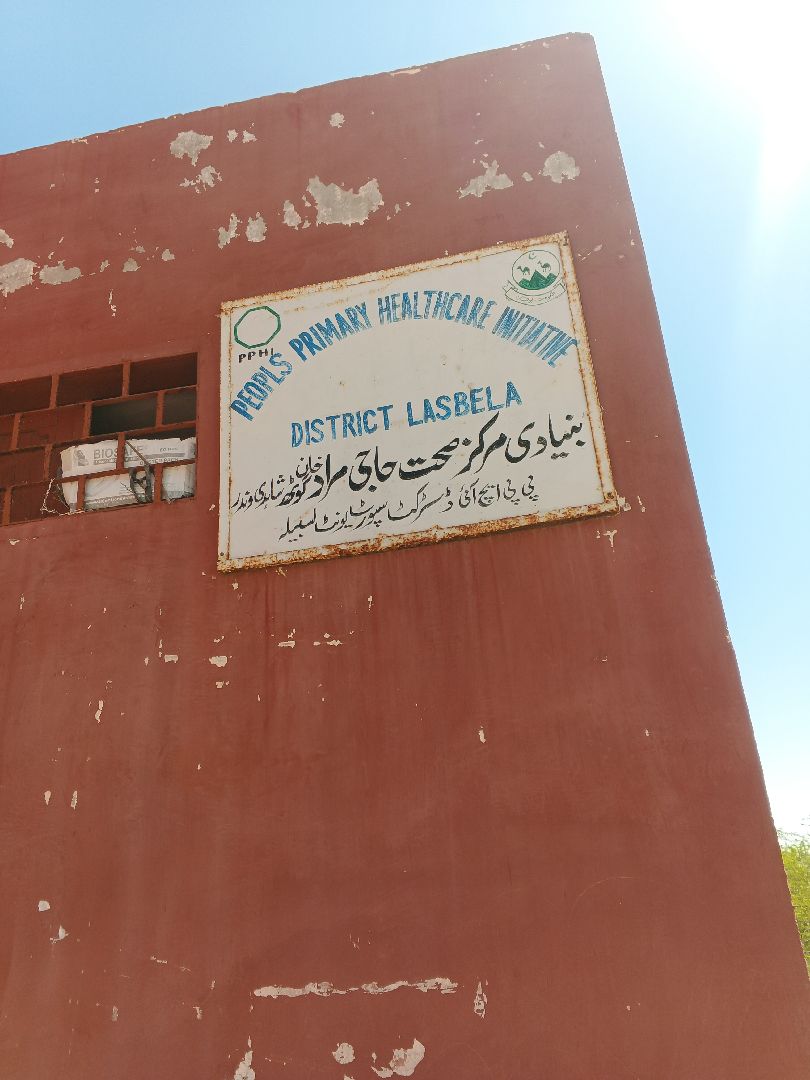 PPHI
PEOPLS PRIMARY HEALTHCARE INITIATIVE
DISTRICT LASBELA
بنیادی مرکز صحت حاجی مراد خان گوٹھ شاہدی وندر
پی پی ایچ آئی ڈسٹرکٹ سپورٹ یونٹ لسبیلہ